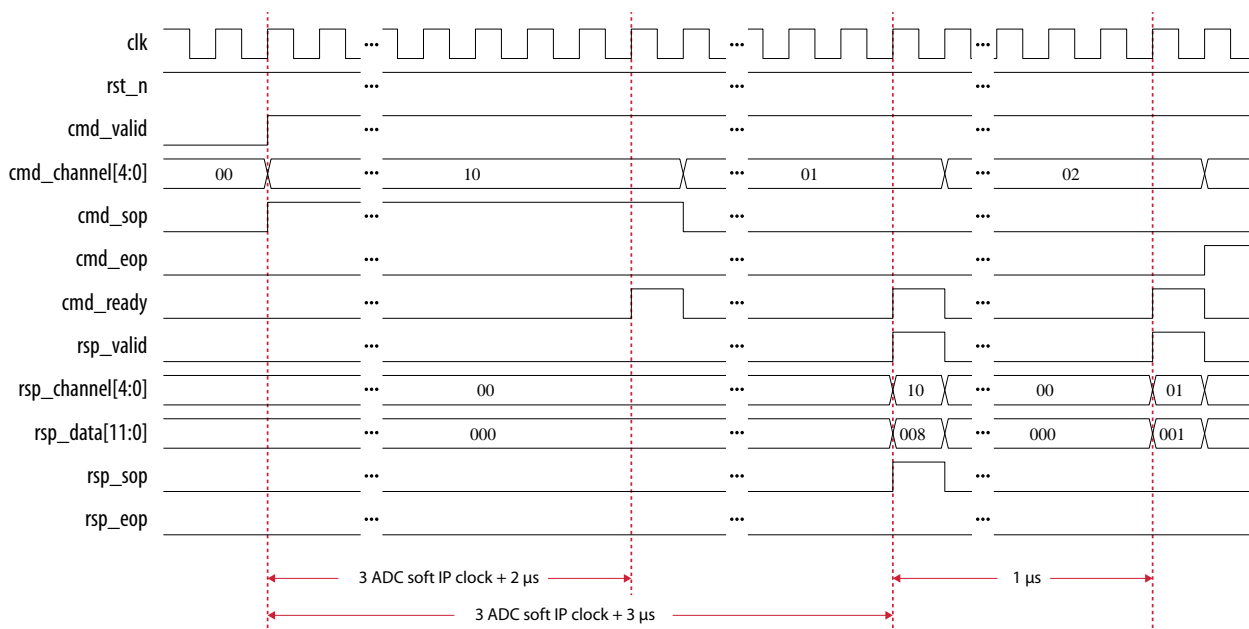 clk ... ... ...
rst_n ... ... ...
cmd_valid ... ... ...
cmd_channel[4:0] 00 ... 10 ... 01 ... 02
cmd_sop ... ... ...
cmd_eop ... ... ...
cmd_ready ... ... ...
rsp_valid ... ... ...
rsp_channel[4:0] ... 00 ... 10 ... 00 01
rsp_data[11:0] ... 000 ... 008 ... 000 001
rsp_sop ... ... ...
rsp_eop ... ... ...
3 ADC soft IP clock + 2 μs 1 μs
3 ADC soft IP clock + 3 μs